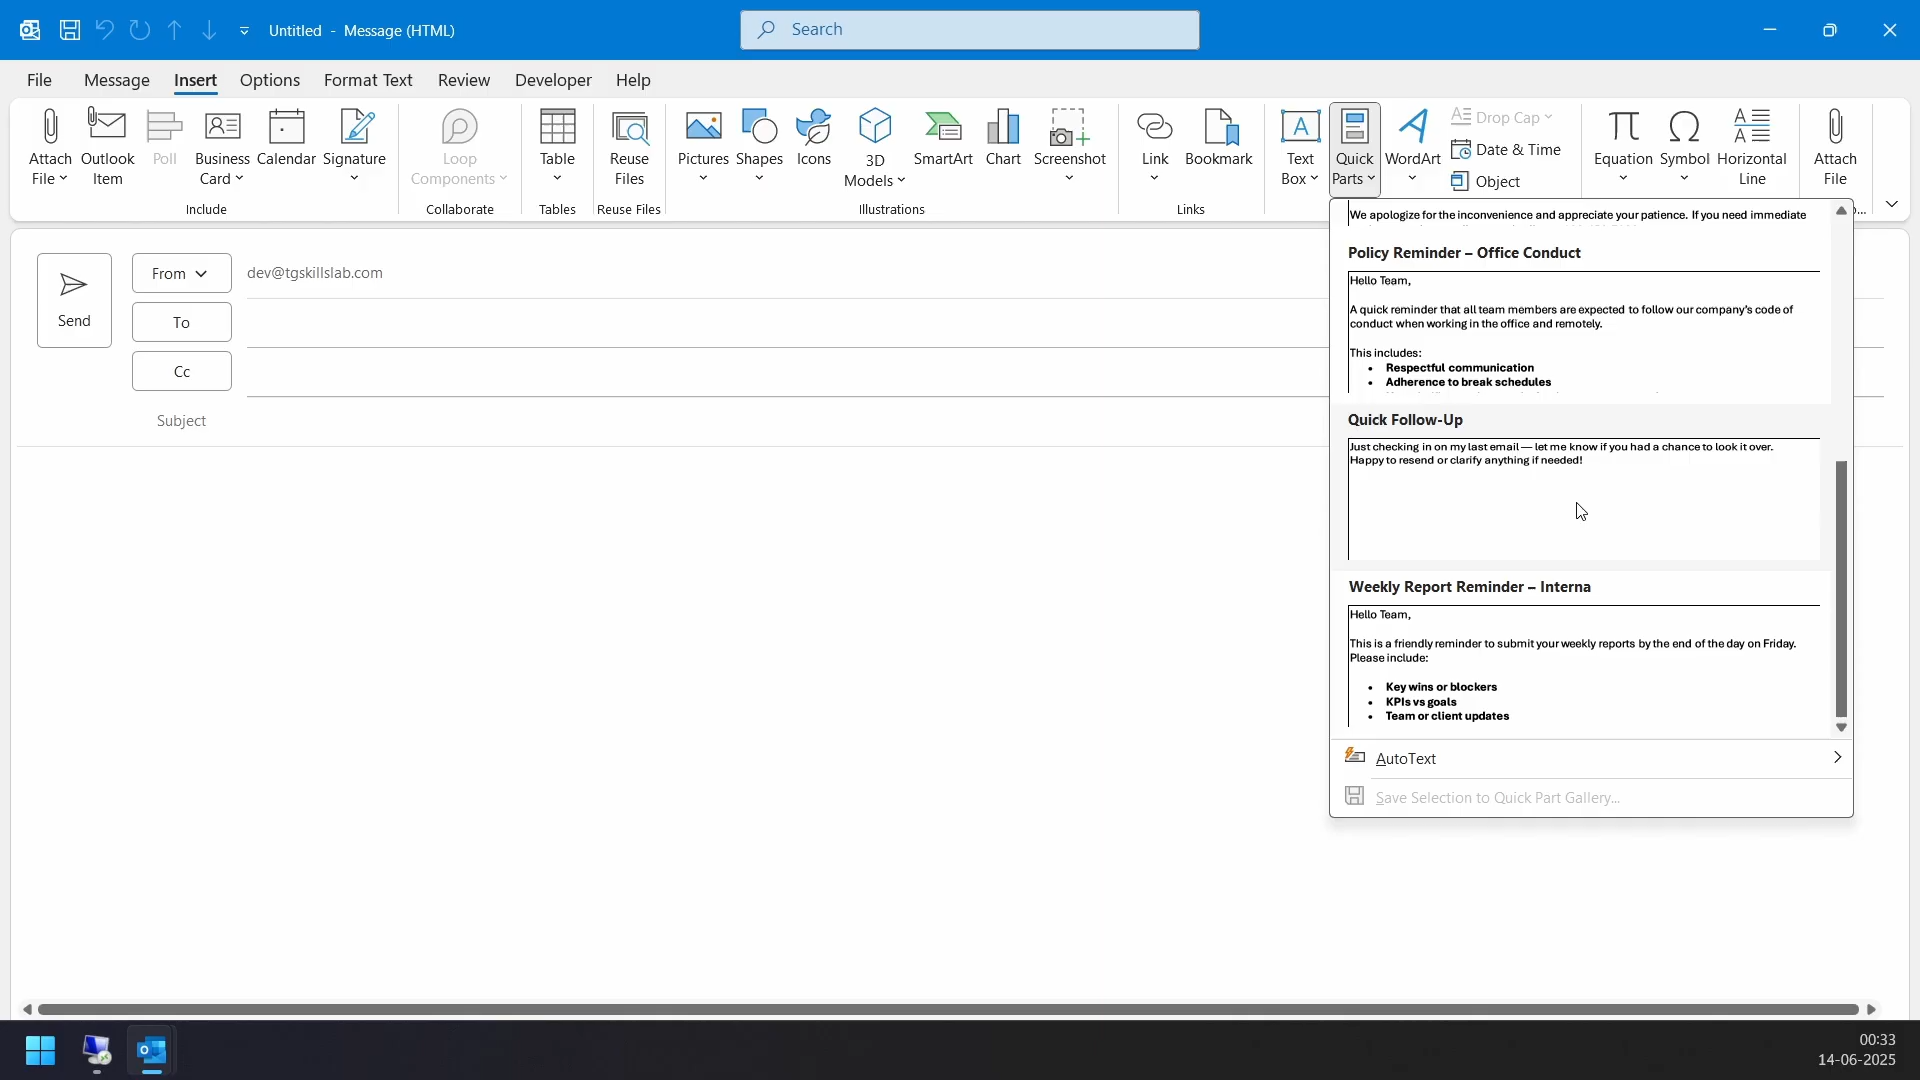 Untitled - Message (HTML)
Search
File Message Insert Options Format Text Review Developer Help
Attach File
Outlook Item
Poll
Business Card
Calendar
Signature
Include
Loop Components
Collaborate
Table
Tables
Reuse Files
Reuse Files
Pictures
Shapes
Icons
3D Models
SmartArt
Chart
Screenshot
Illustrations
Link
Bookmark
Links
Text Box
Quick Parts
WordArt
Drop Cap
Date & Time
Object
Equation
Symbol
Horizontal Line
Attach File
...
Send
From
dev@tgskillslab.com
To
Cc
Subject
We apologize for the inconvenience and appreciate your patience. If you need immediate
Policy Reminder – Office Conduct
Hello Team,
A quick reminder that all team members are expected to follow our company's code of
conduct when working in the office and remotely.
This includes:
• Respectful communication
• Adherence to break schedules
Quick Follow-Up
Just checking in on my last email — let me know if you had a chance to look it over.
Happy to resend or clarify anything if needed!
Weekly Report Reminder – Interna
Hello Team,
This is a friendly reminder to submit your weekly reports by the end of the day on Friday.
Please include:
• Key wins or blockers
• KPIs vs goals
• Team or client updates
AutoText
Save Selection to Quick Part Gallery...
00:33
14-06-2025